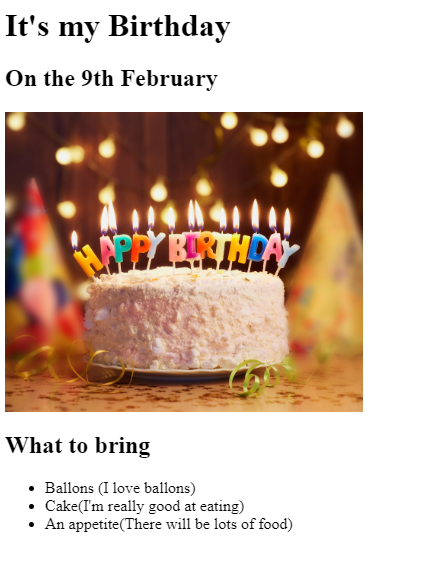 It's my Birthday
On the 9th February
HAPPY BIRTHDAY
What to bring
Ballons (I love ballons)
Cake(I'm really good at eating)
An appetite(There will be lots of food)